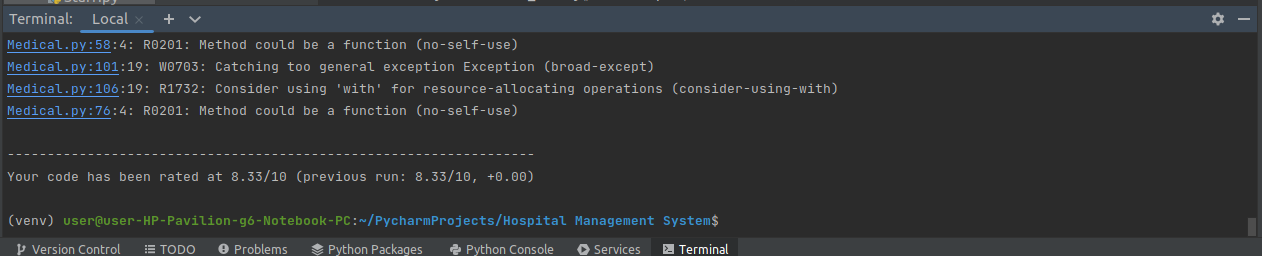 Terminal: Local × + 
Medical.py:58:4: R0201: Method could be a function (no-self-use)
Medical.py:101:19: W0703: Catching too general exception Exception (broad-except)
Medical.py:106:19: R1732: Consider using 'with' for resource-allocating operations (consider-using-with)
Medical.py:76:4: R0201: Method could be a function (no-self-use)
------------------------------------------------------------------
Your code has been rated at 8.33/10 (previous run: 8.33/10, +0.00)
(venv) user@user-HP-Pavilion-g6-Notebook-PC:~/PycharmProjects/Hospital Management System$
Version Control TODO Problems Python Packages Python Console Services Terminal